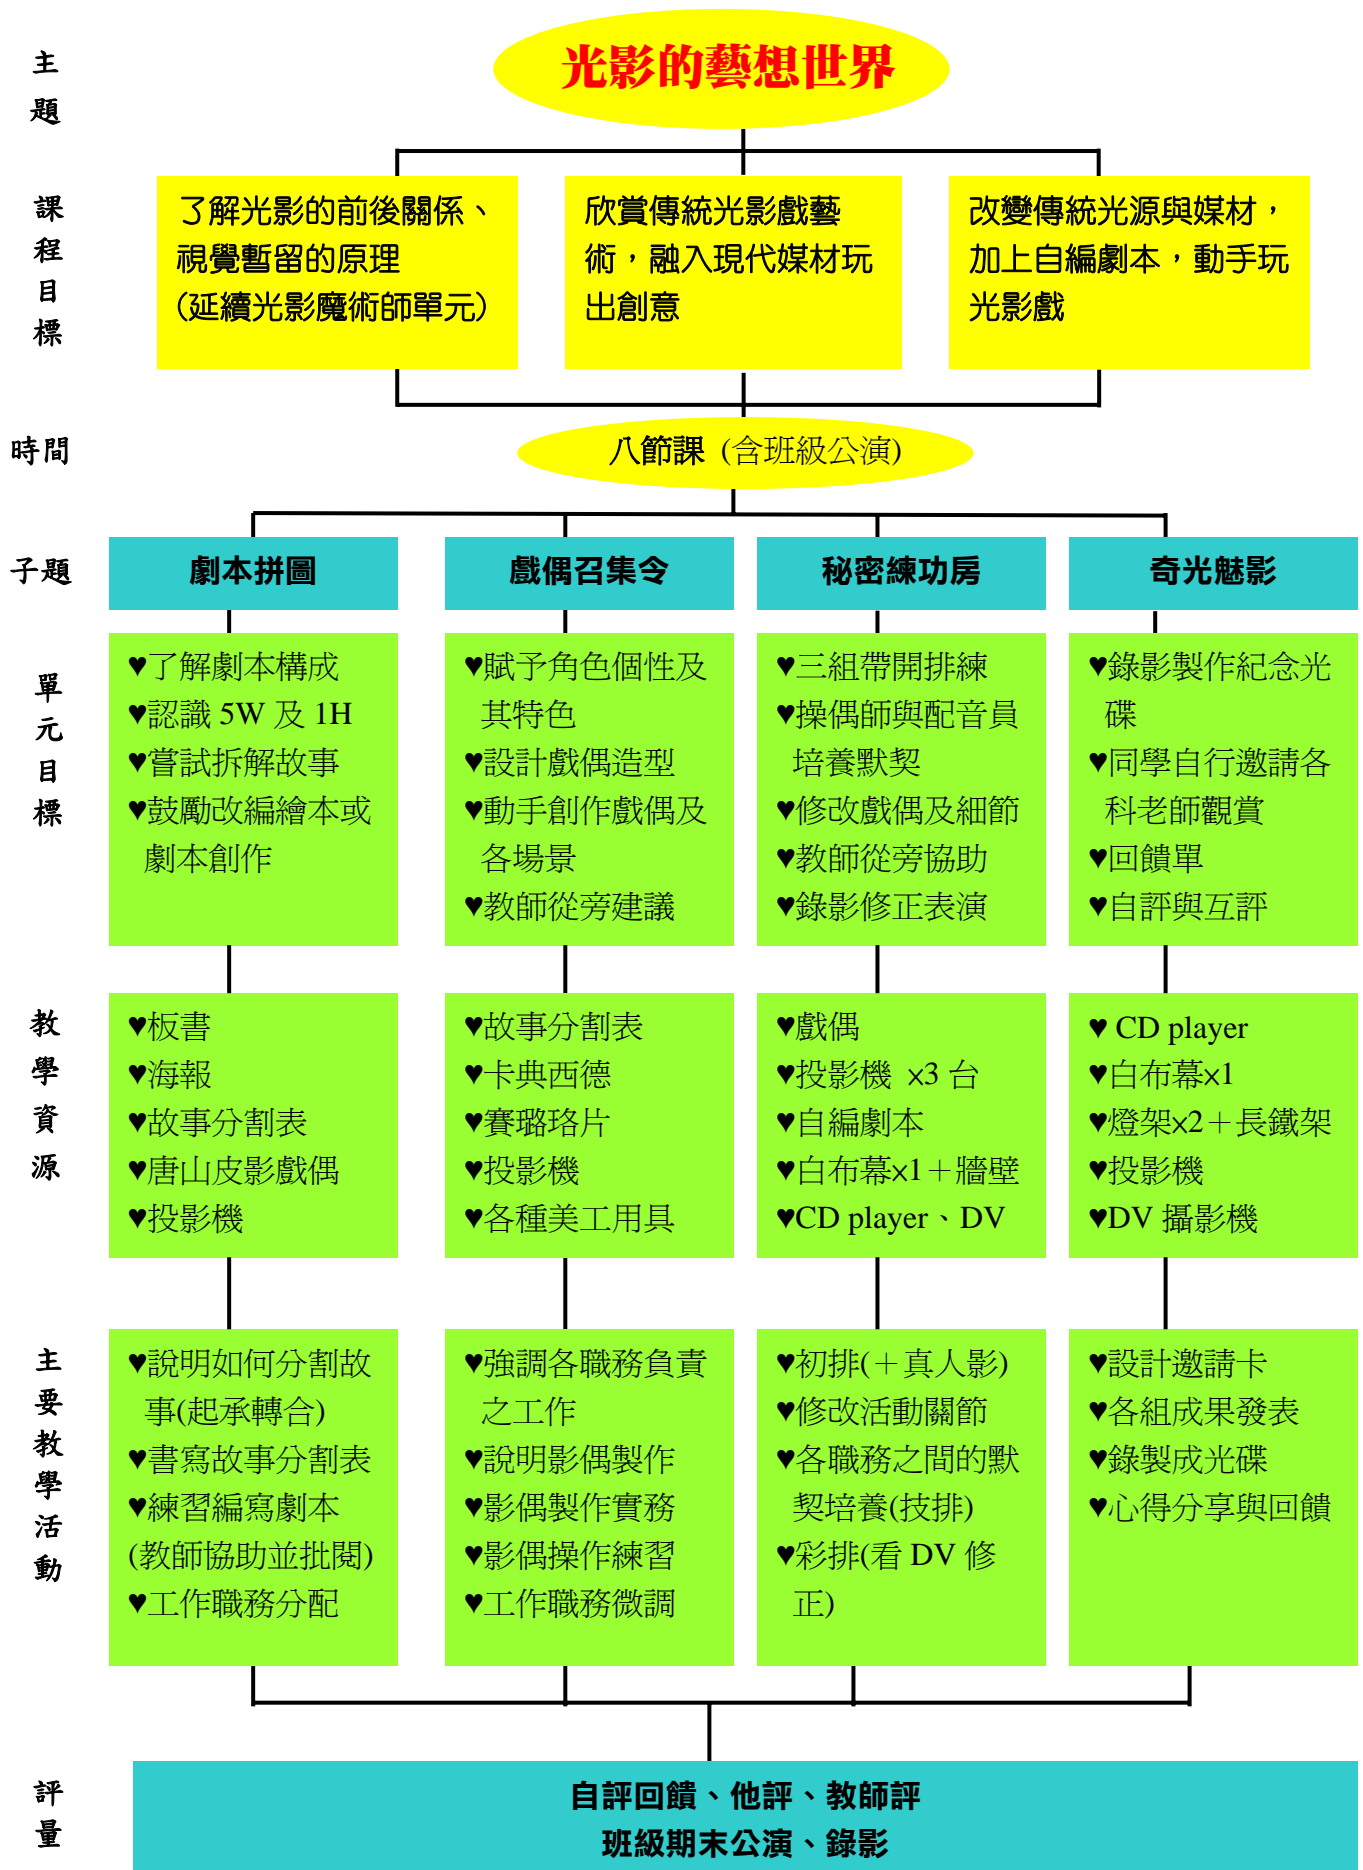 主
題
光影的藝想世界
課
程
目
標
了解光影的前後關係、
視覺暫留的原理
(延續光影魔術師單元)
欣賞傳統光影戲藝
術，融入現代媒材玩
出創意
改變傳統光源與媒材，
加上自編劇本，動手玩
光影戲
時間
八節課 (含班級公演)
子題
劇本拼圖
戲偶召集令
秘密練功房
奇光魅影
單
元
目
標
♥了解劇本構成
♥認識 5W 及 1H
♥嘗試拆解故事
♥鼓勵改編繪本或
劇本創作
♥賦予角色個性及
其特色
♥設計戲偶造型
♥動手創作戲偶及
各場景
♥教師從旁建議
♥三組帶開排練
♥操偶師與配音員
培養默契
♥修改戲偶及細節
♥教師從旁協助
♥錄影修正表演
♥錄影製作紀念光
碟
♥同學自行邀請各
科老師觀賞
♥回饋單
♥自評與互評
教
學
資
源
♥板書
♥海報
♥故事分割表
♥唐山皮影戲偶
♥投影機
♥故事分割表
♥卡典西德
♥賽璐珞片
♥投影機
♥各種美工用具
♥戲偶
♥投影機 ×3 台
♥自編劇本
♥白布幕×1＋牆壁
♥CD player、DV
♥ CD player
♥白布幕×1
♥燈架×2＋長鐵架
♥投影機
♥DV 攝影機
主
要
教
學
活
動
♥說明如何分割故
事(起承轉合)
♥書寫故事分割表
♥練習編寫劇本
(教師協助並批閱)
♥工作職務分配
♥強調各職務負責
之工作
♥說明影偶製作
♥影偶製作實務
♥影偶操作練習
♥工作職務微調
♥初排(＋真人影)
♥修改活動關節
♥各職務之間的默
契培養(技排)
♥彩排(看 DV 修
正)
♥設計邀請卡
♥各組成果發表
♥錄製成光碟
♥心得分享與回饋
評
量
自評回饋、他評、教師評
班級期末公演、錄影